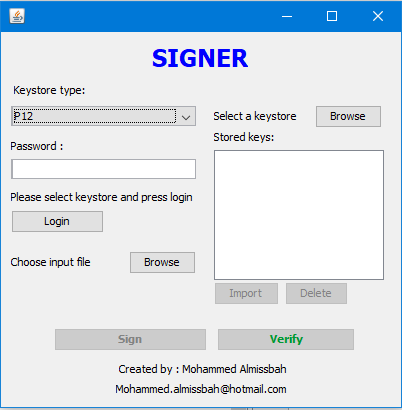 SIGNER
Keystore type:
P12
Select a keystore
Browse
Password :
Stored keys:
Please select keystore and press login
Login
Choose input file
Browse
Import
Delete
Sign
Verify
Created by : Mohammed Almissbah
Mohammed.almissbah@hotmail.com